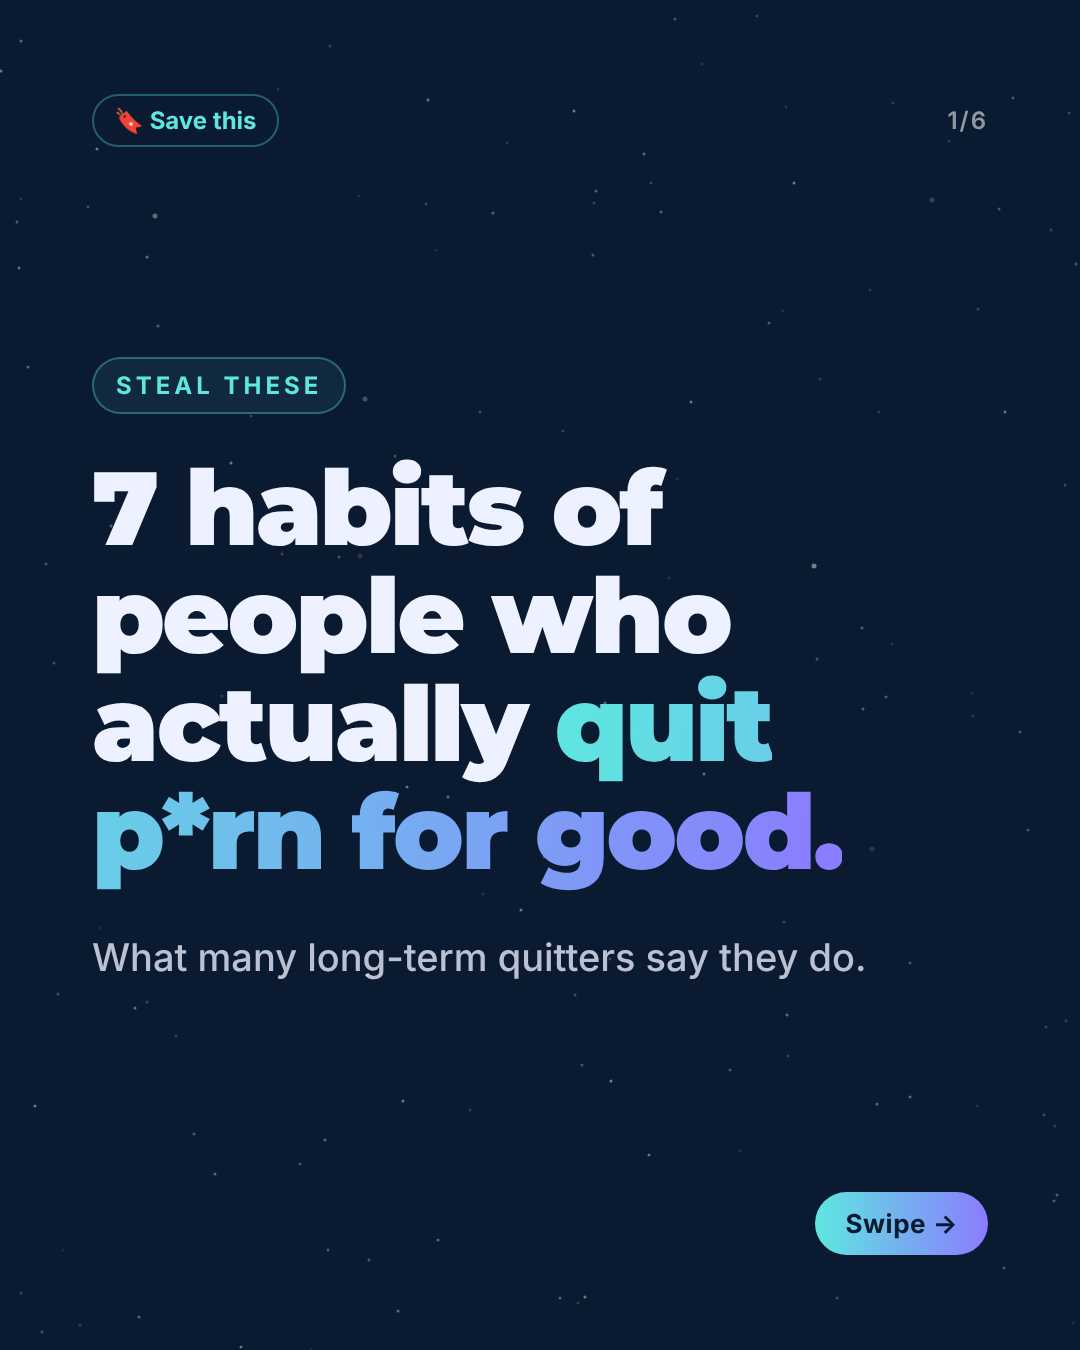 🔖 Save this
1/6
STEAL THESE
7 habits of
people who
actually quit
p*rn for good.
What many long-term quitters say they do.
Swipe →